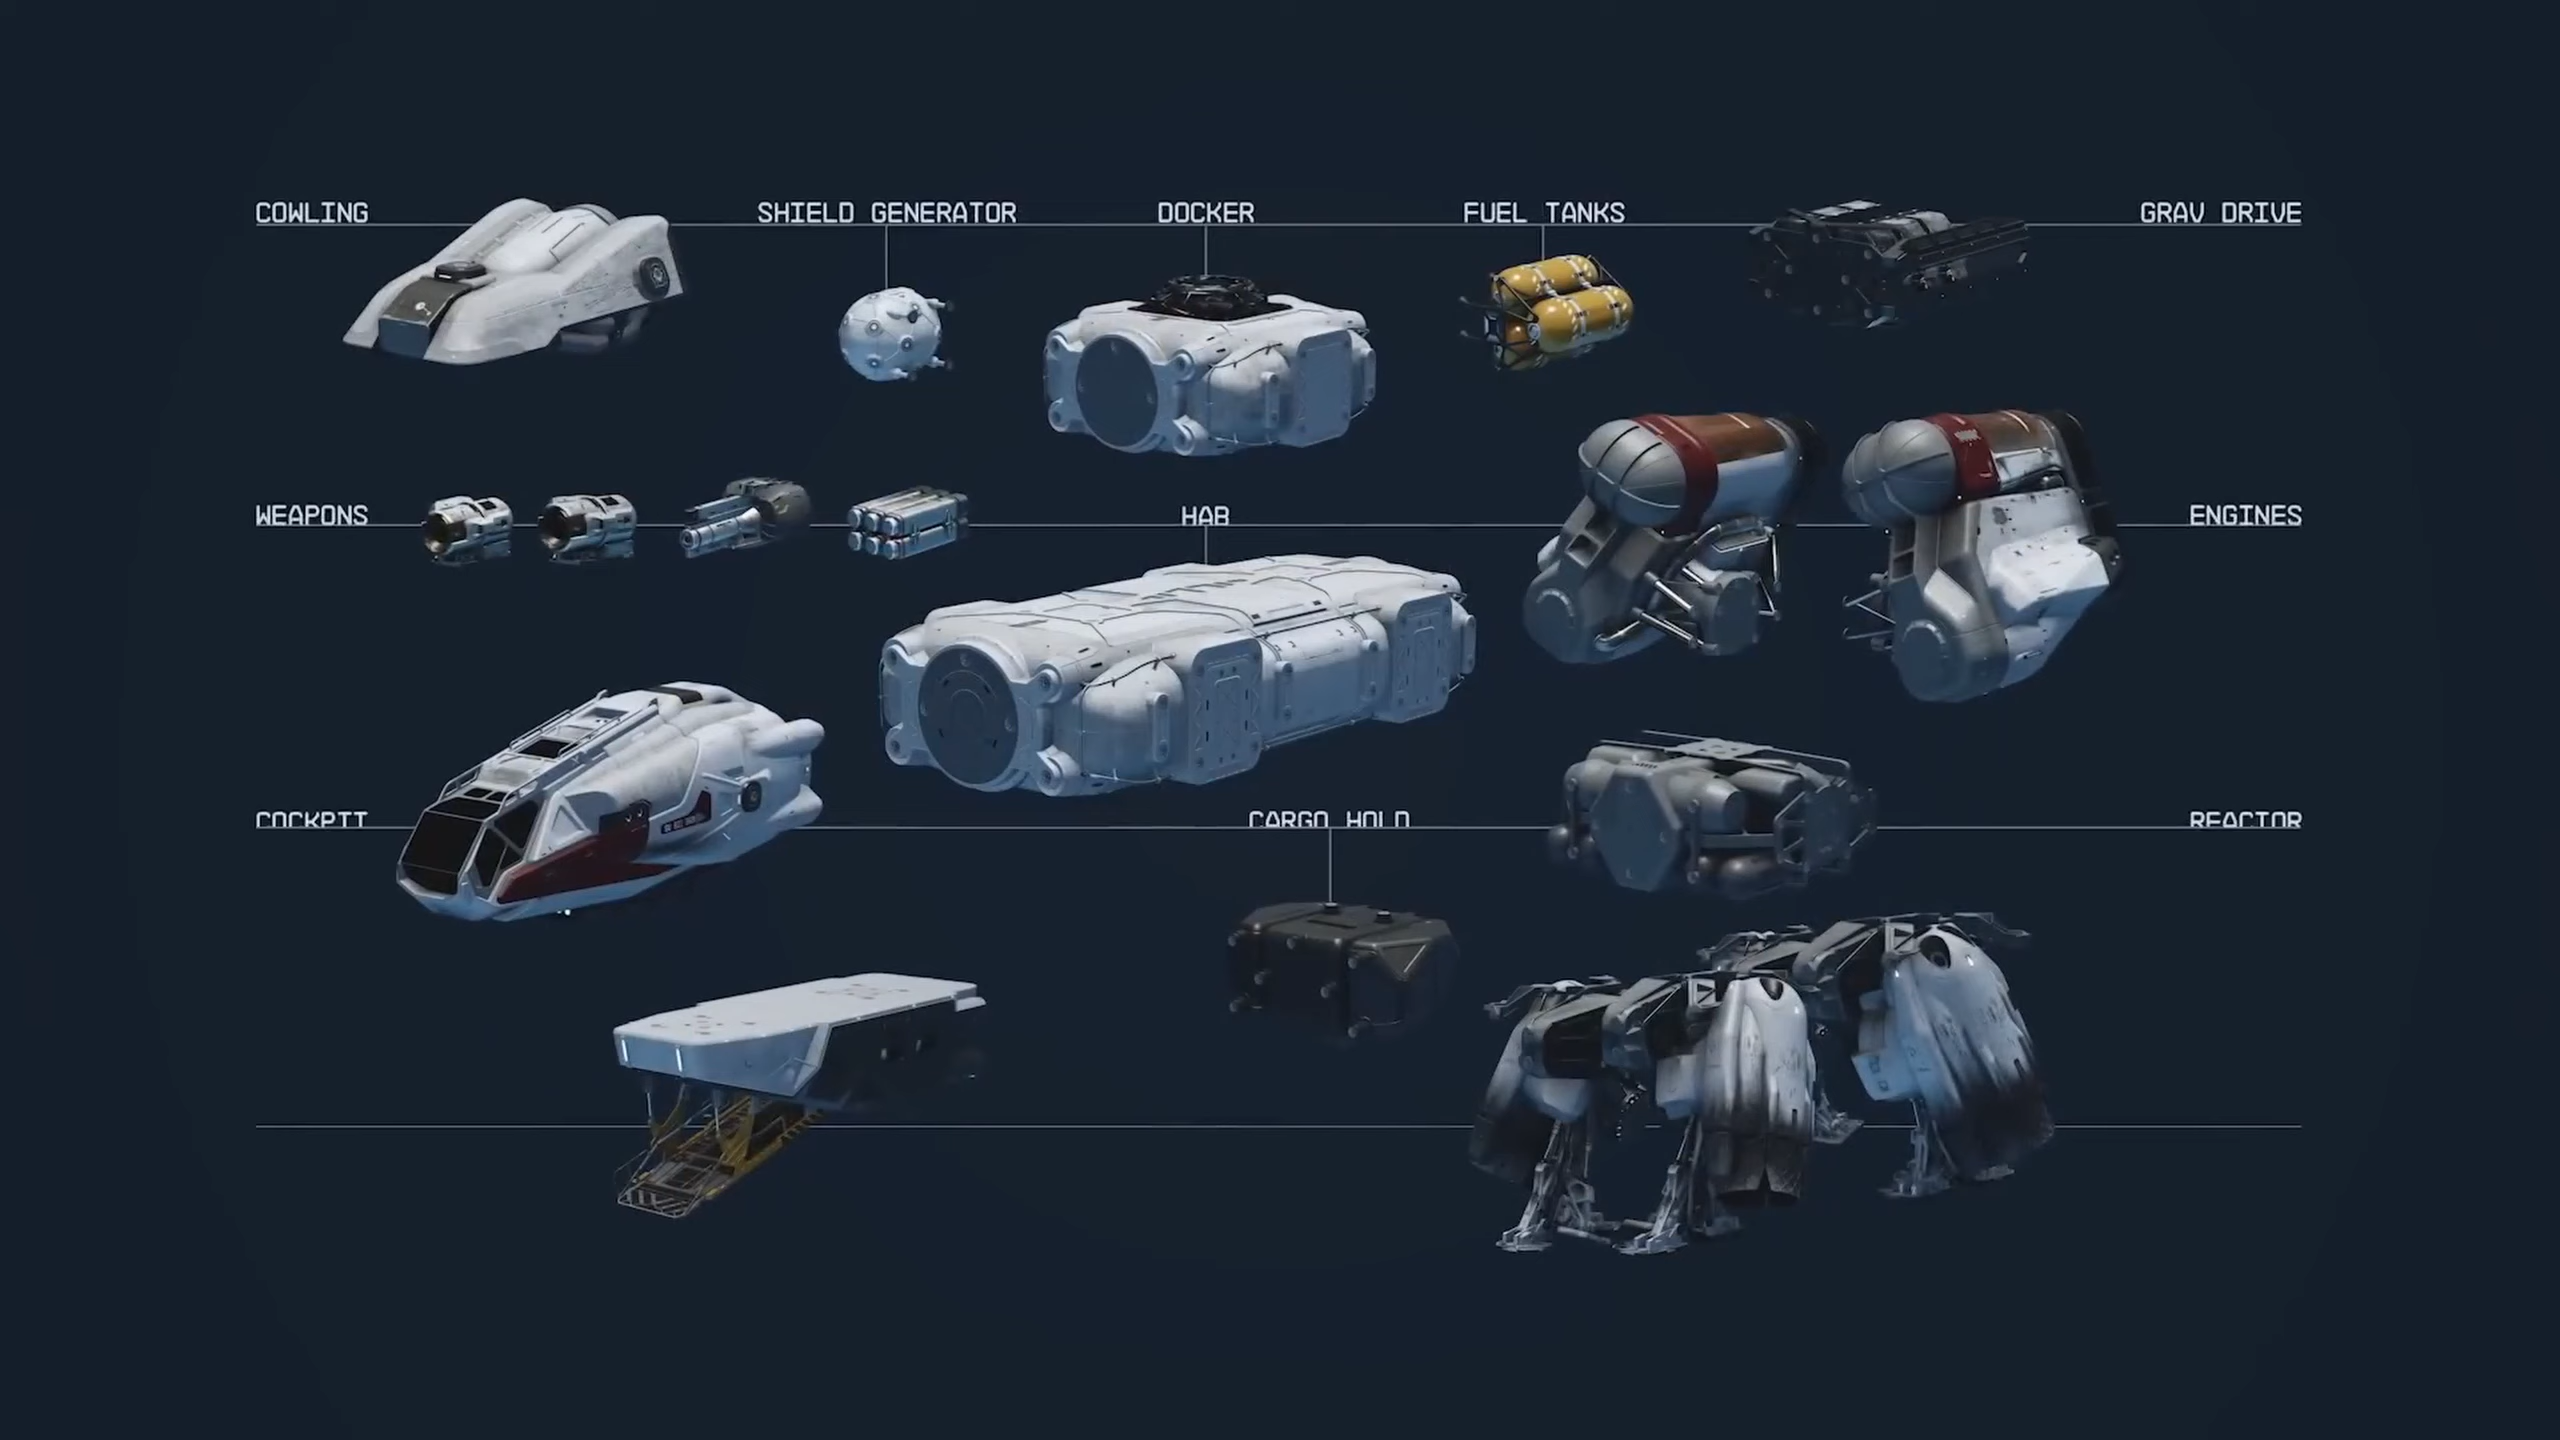 COWLING
SHIELD GENERATOR
DOCKER
FUEL TANKS
GRAV DRIVE
WEAPONS
HAB
ENGINES
COCKPIT
CARGO HOLD
REACTOR